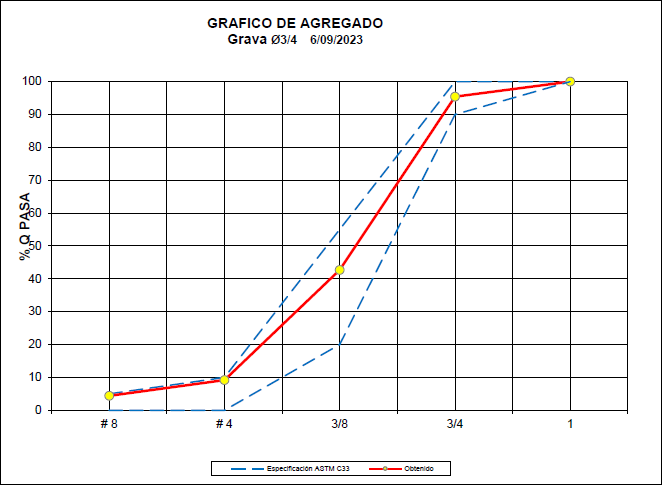 GRAFICO DE AGREGADO
Grava Ø3/4 6/09/2023
% Q PASA
100
90
80
70
60
50
40
30
20
10
0
# 8 # 4 3/8 3/4 1
Especificación ASTM C33 Obtenido